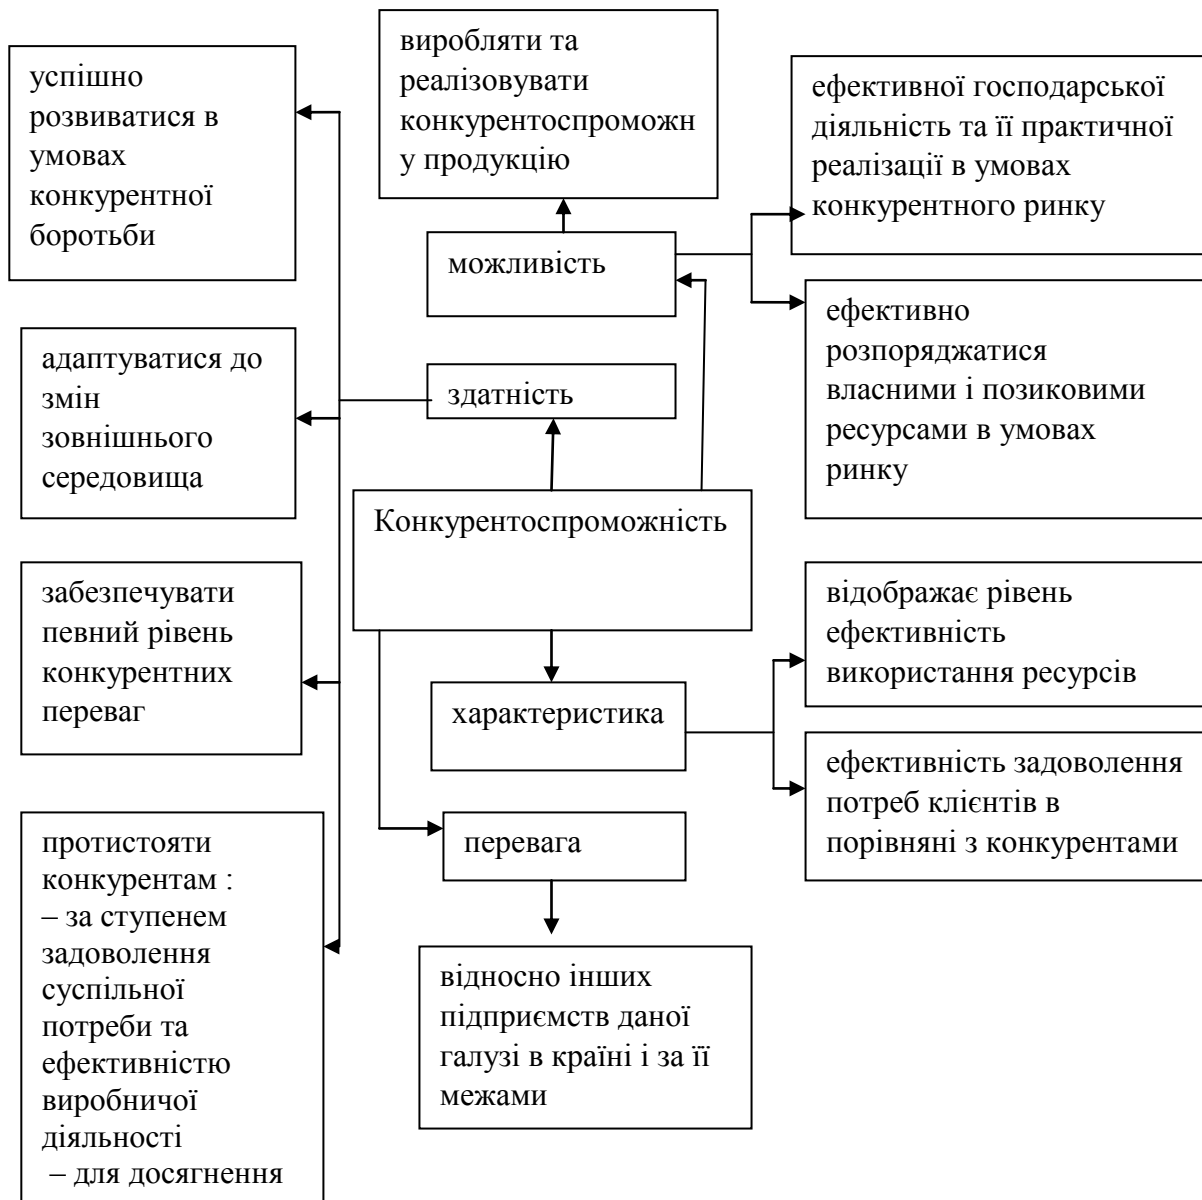 виробляти та
реалізовувати
конкурентоспроможн
у продукцію
успішно
розвиватися в
умовах
конкурентної
боротьби
ефективної господарської
діяльність та її практичної
реалізації в умовах
конкурентного ринку
можливість
ефективно
розпоряджатися
власними і позиковими
ресурсами в умовах
ринку
адаптуватися до
змін
зовнішнього
середовища
здатність
Конкурентоспроможність
забезпечувати
певний рівень
конкурентних
переваг
відображає рівень
ефективність
використання ресурсів
характеристика
ефективність задоволення
потреб клієнтів в
порівняні з конкурентами
перевага
протистояти
конкурентам :
– за ступенем
задоволення
суспільної
потреби та
ефективністю
виробничої
діяльності
– для досягнення
відносно інших
підприємств даної
галузі в країні і за її
межами